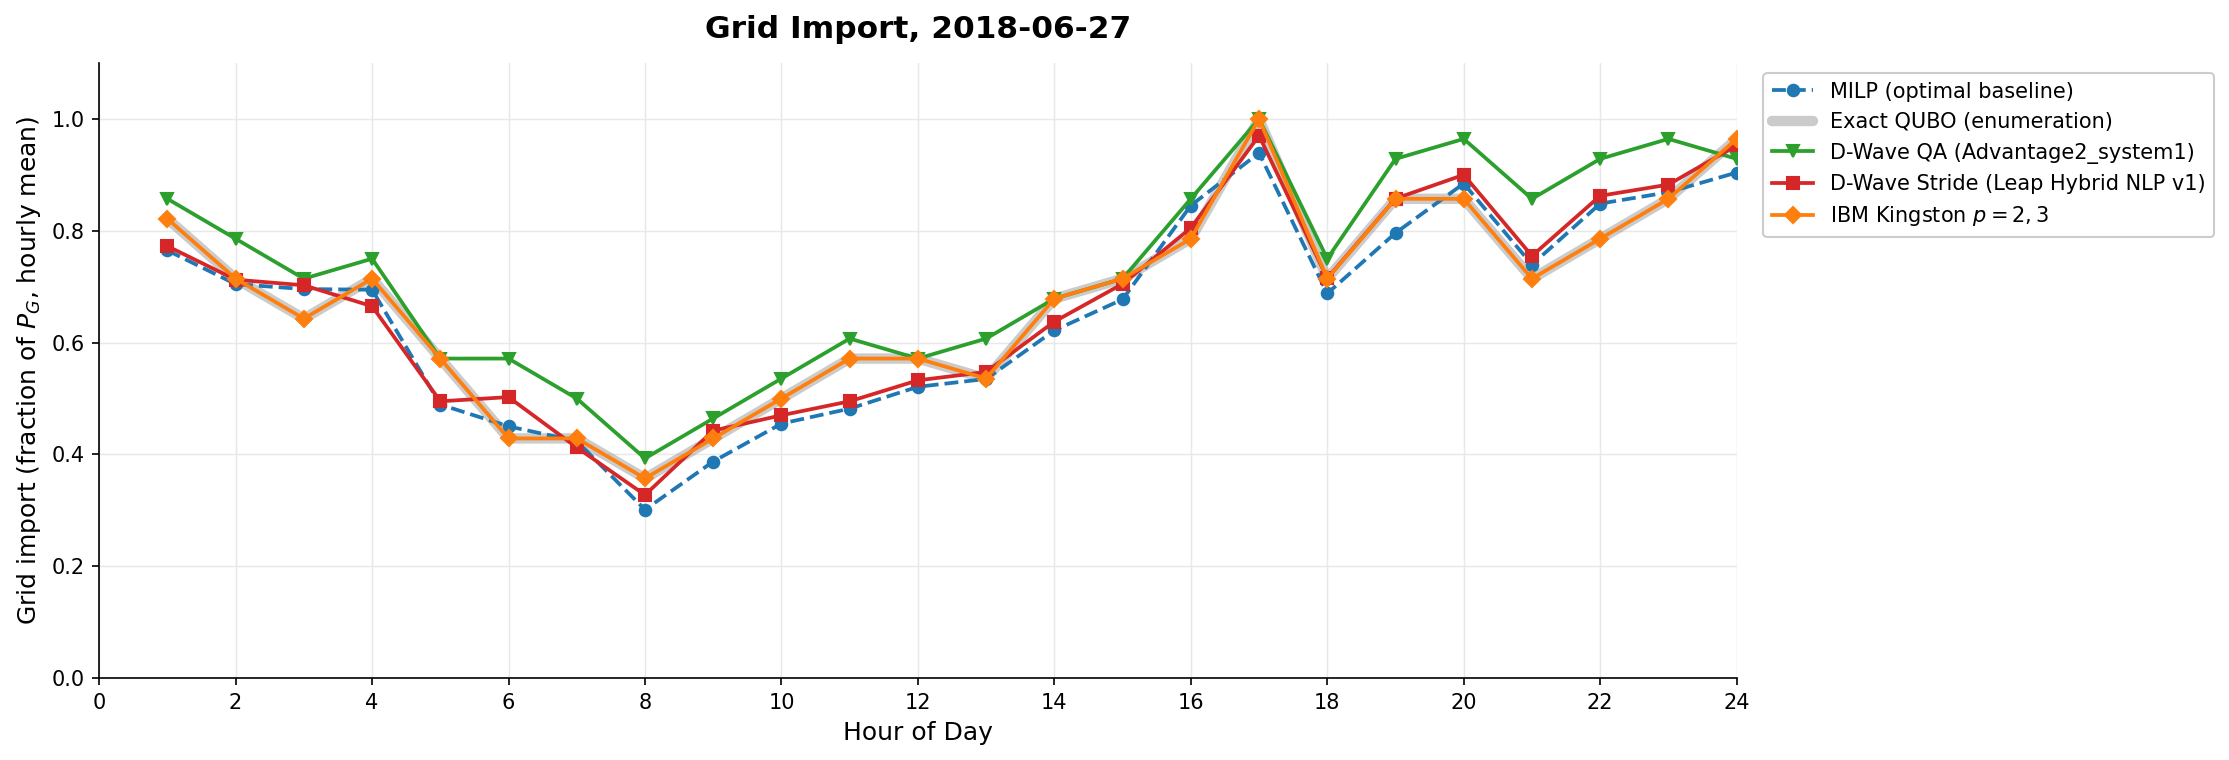 Grid Import, 2018-06-27
Grid import (fraction of P_G, hourly mean)
1.0
0.8
0.6
0.4
0.2
0.0
0 2 4 6 8 10 12 14 16 18 20 22 24
Hour of Day
MILP (optimal baseline)
Exact QUBO (enumeration)
D-Wave QA (Advantage2_system1)
D-Wave Stride (Leap Hybrid NLP v1)
IBM Kingston p = 2, 3